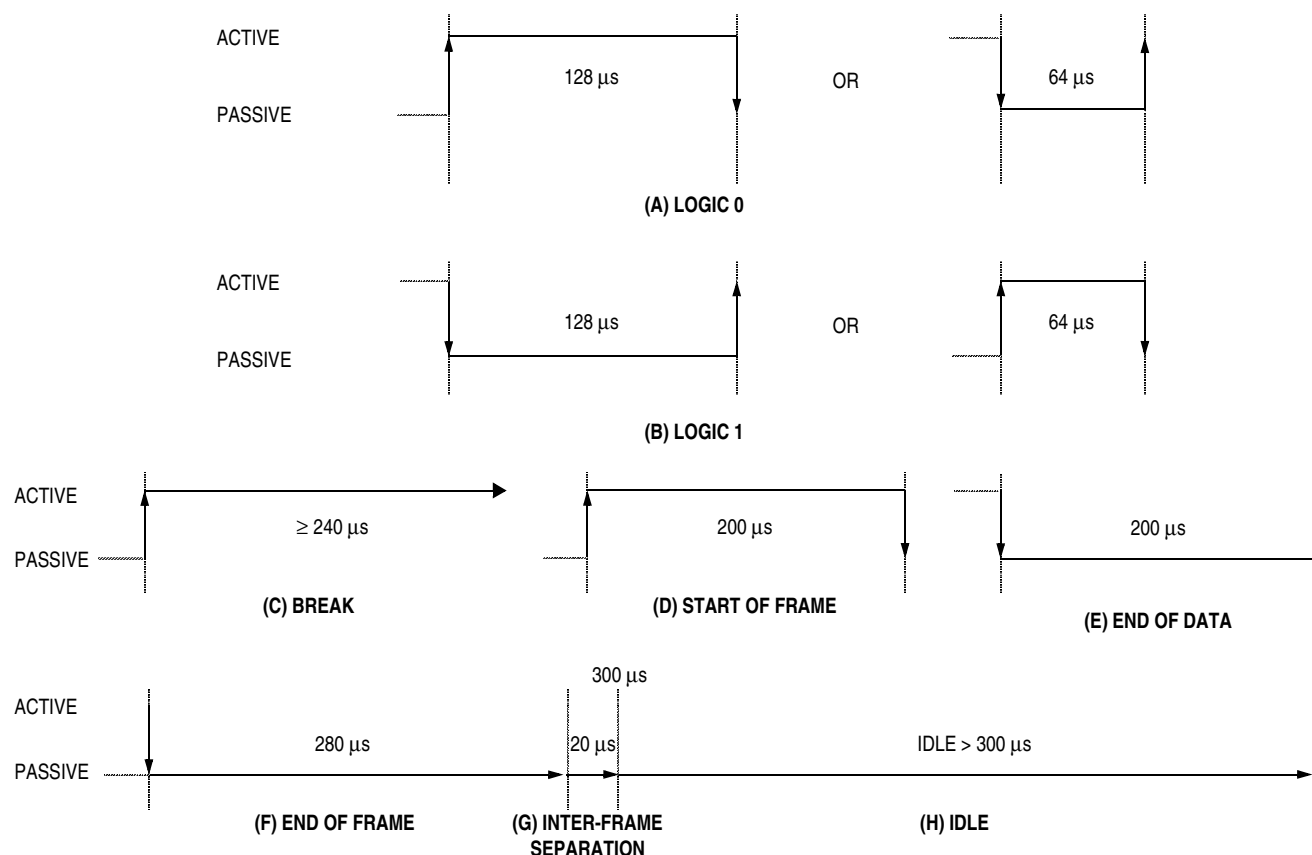 ACTIVE
128 μs
OR
64 μs
PASSIVE
(A) LOGIC 0
ACTIVE
128 μs
OR
64 μs
PASSIVE
(B) LOGIC 1
ACTIVE
≥ 240 μs
200 μs
200 μs
PASSIVE
(C) BREAK
(D) START OF FRAME
(E) END OF DATA
300 μs
ACTIVE
280 μs
20 μs
IDLE > 300 μs
PASSIVE
(F) END OF FRAME
(G) INTER-FRAME
SEPARATION
(H) IDLE